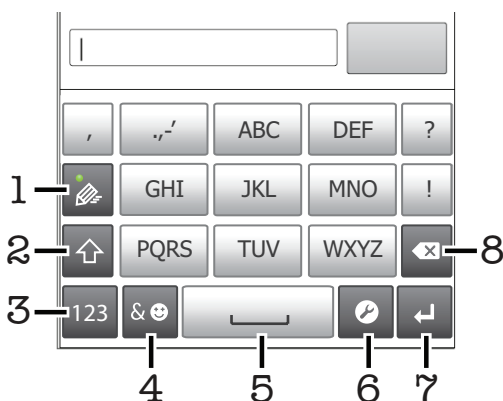 , .,-’ ABC DEF ?
1 GHI JKL MNO !
2 PQRS TUV WXYZ 8
3 123 &
4 5 6 7